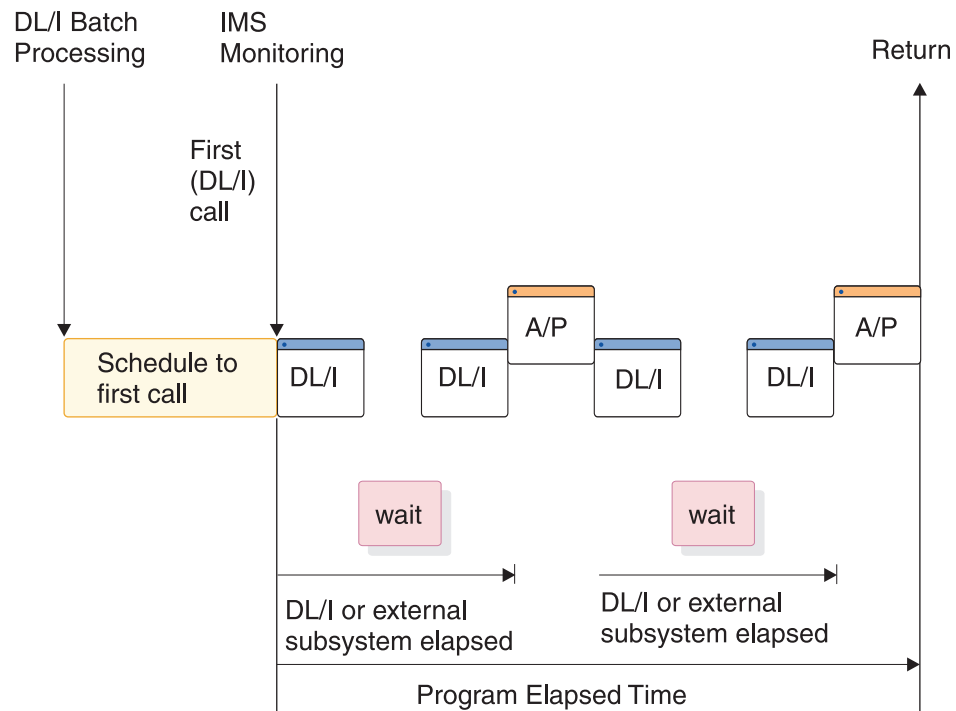 DL/I Batch
Processing
IMS
Monitoring
Return
First
(DL/I)
call
Schedule to
first call
DL/I
DL/I
A/P
DL/I
DL/I
A/P
wait
wait
DL/I or external
subsystem elapsed
DL/I or external
subsystem elapsed
Program Elapsed Time